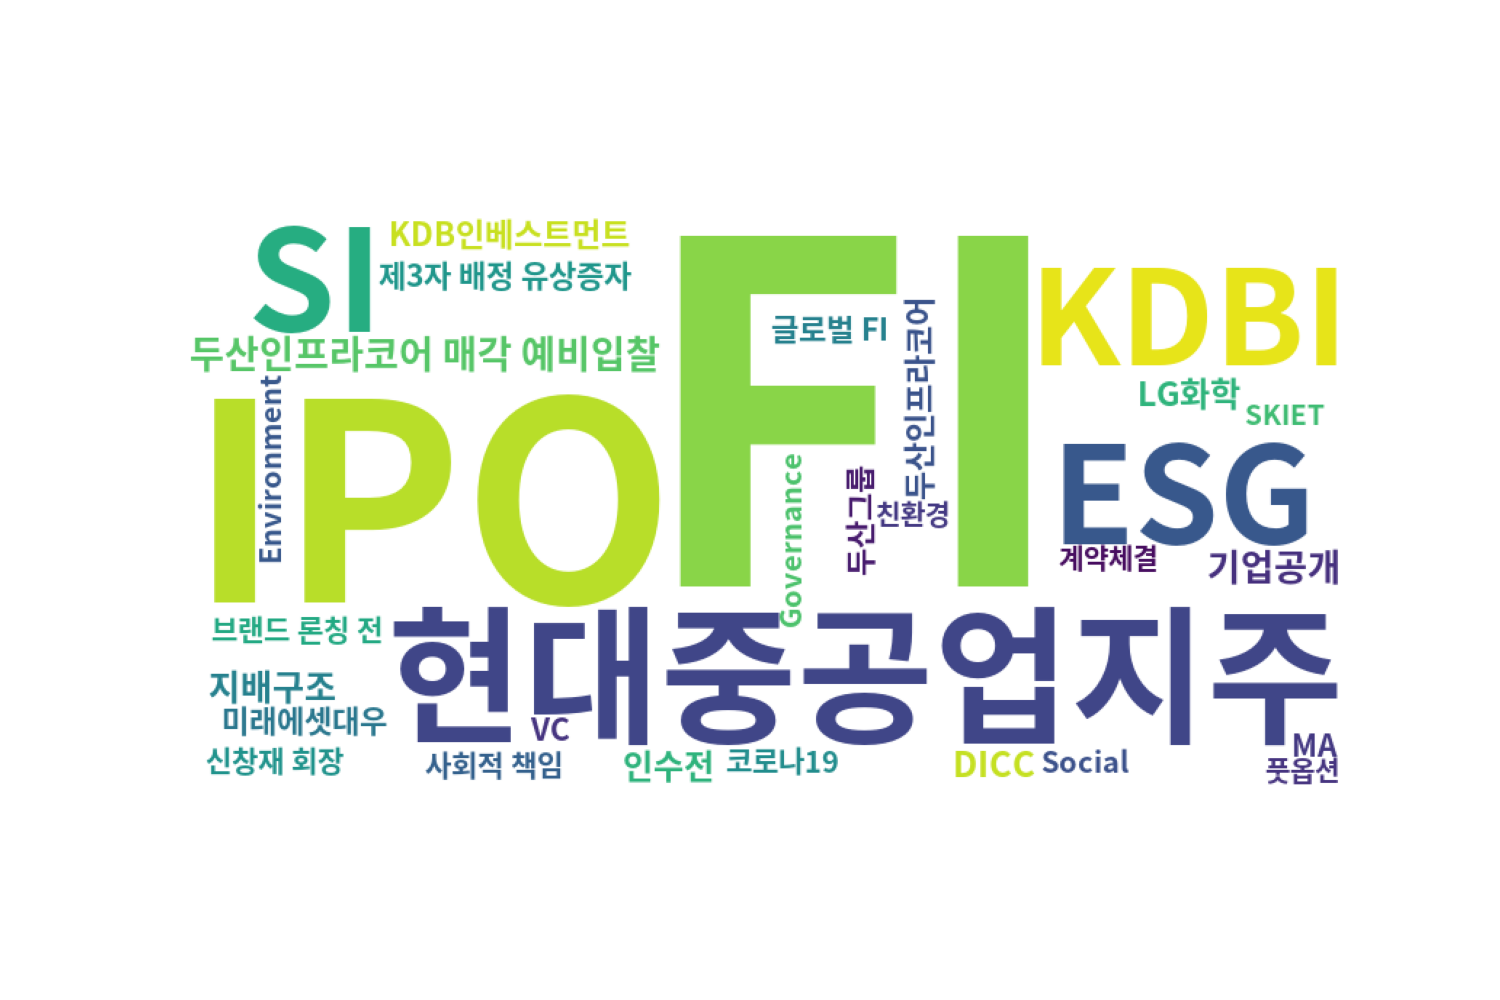 SI
KDB인베스트먼트
제3자 배정 유상증자
두산인프라코어 매각 예비입찰
FI
글로벌 FI
두산인프라코어
KDBI
LG화학
SKIET
IPO
Environment
Governance
두산그룹
친환경
ESG
계약체결
기업공개
브랜드 론칭 전
현대중공업지주
지배구조
미래에셋대우
VC
신창재 회장
사회적 책임
인수전
코로나19
DICC
Social
MA
풋옵션